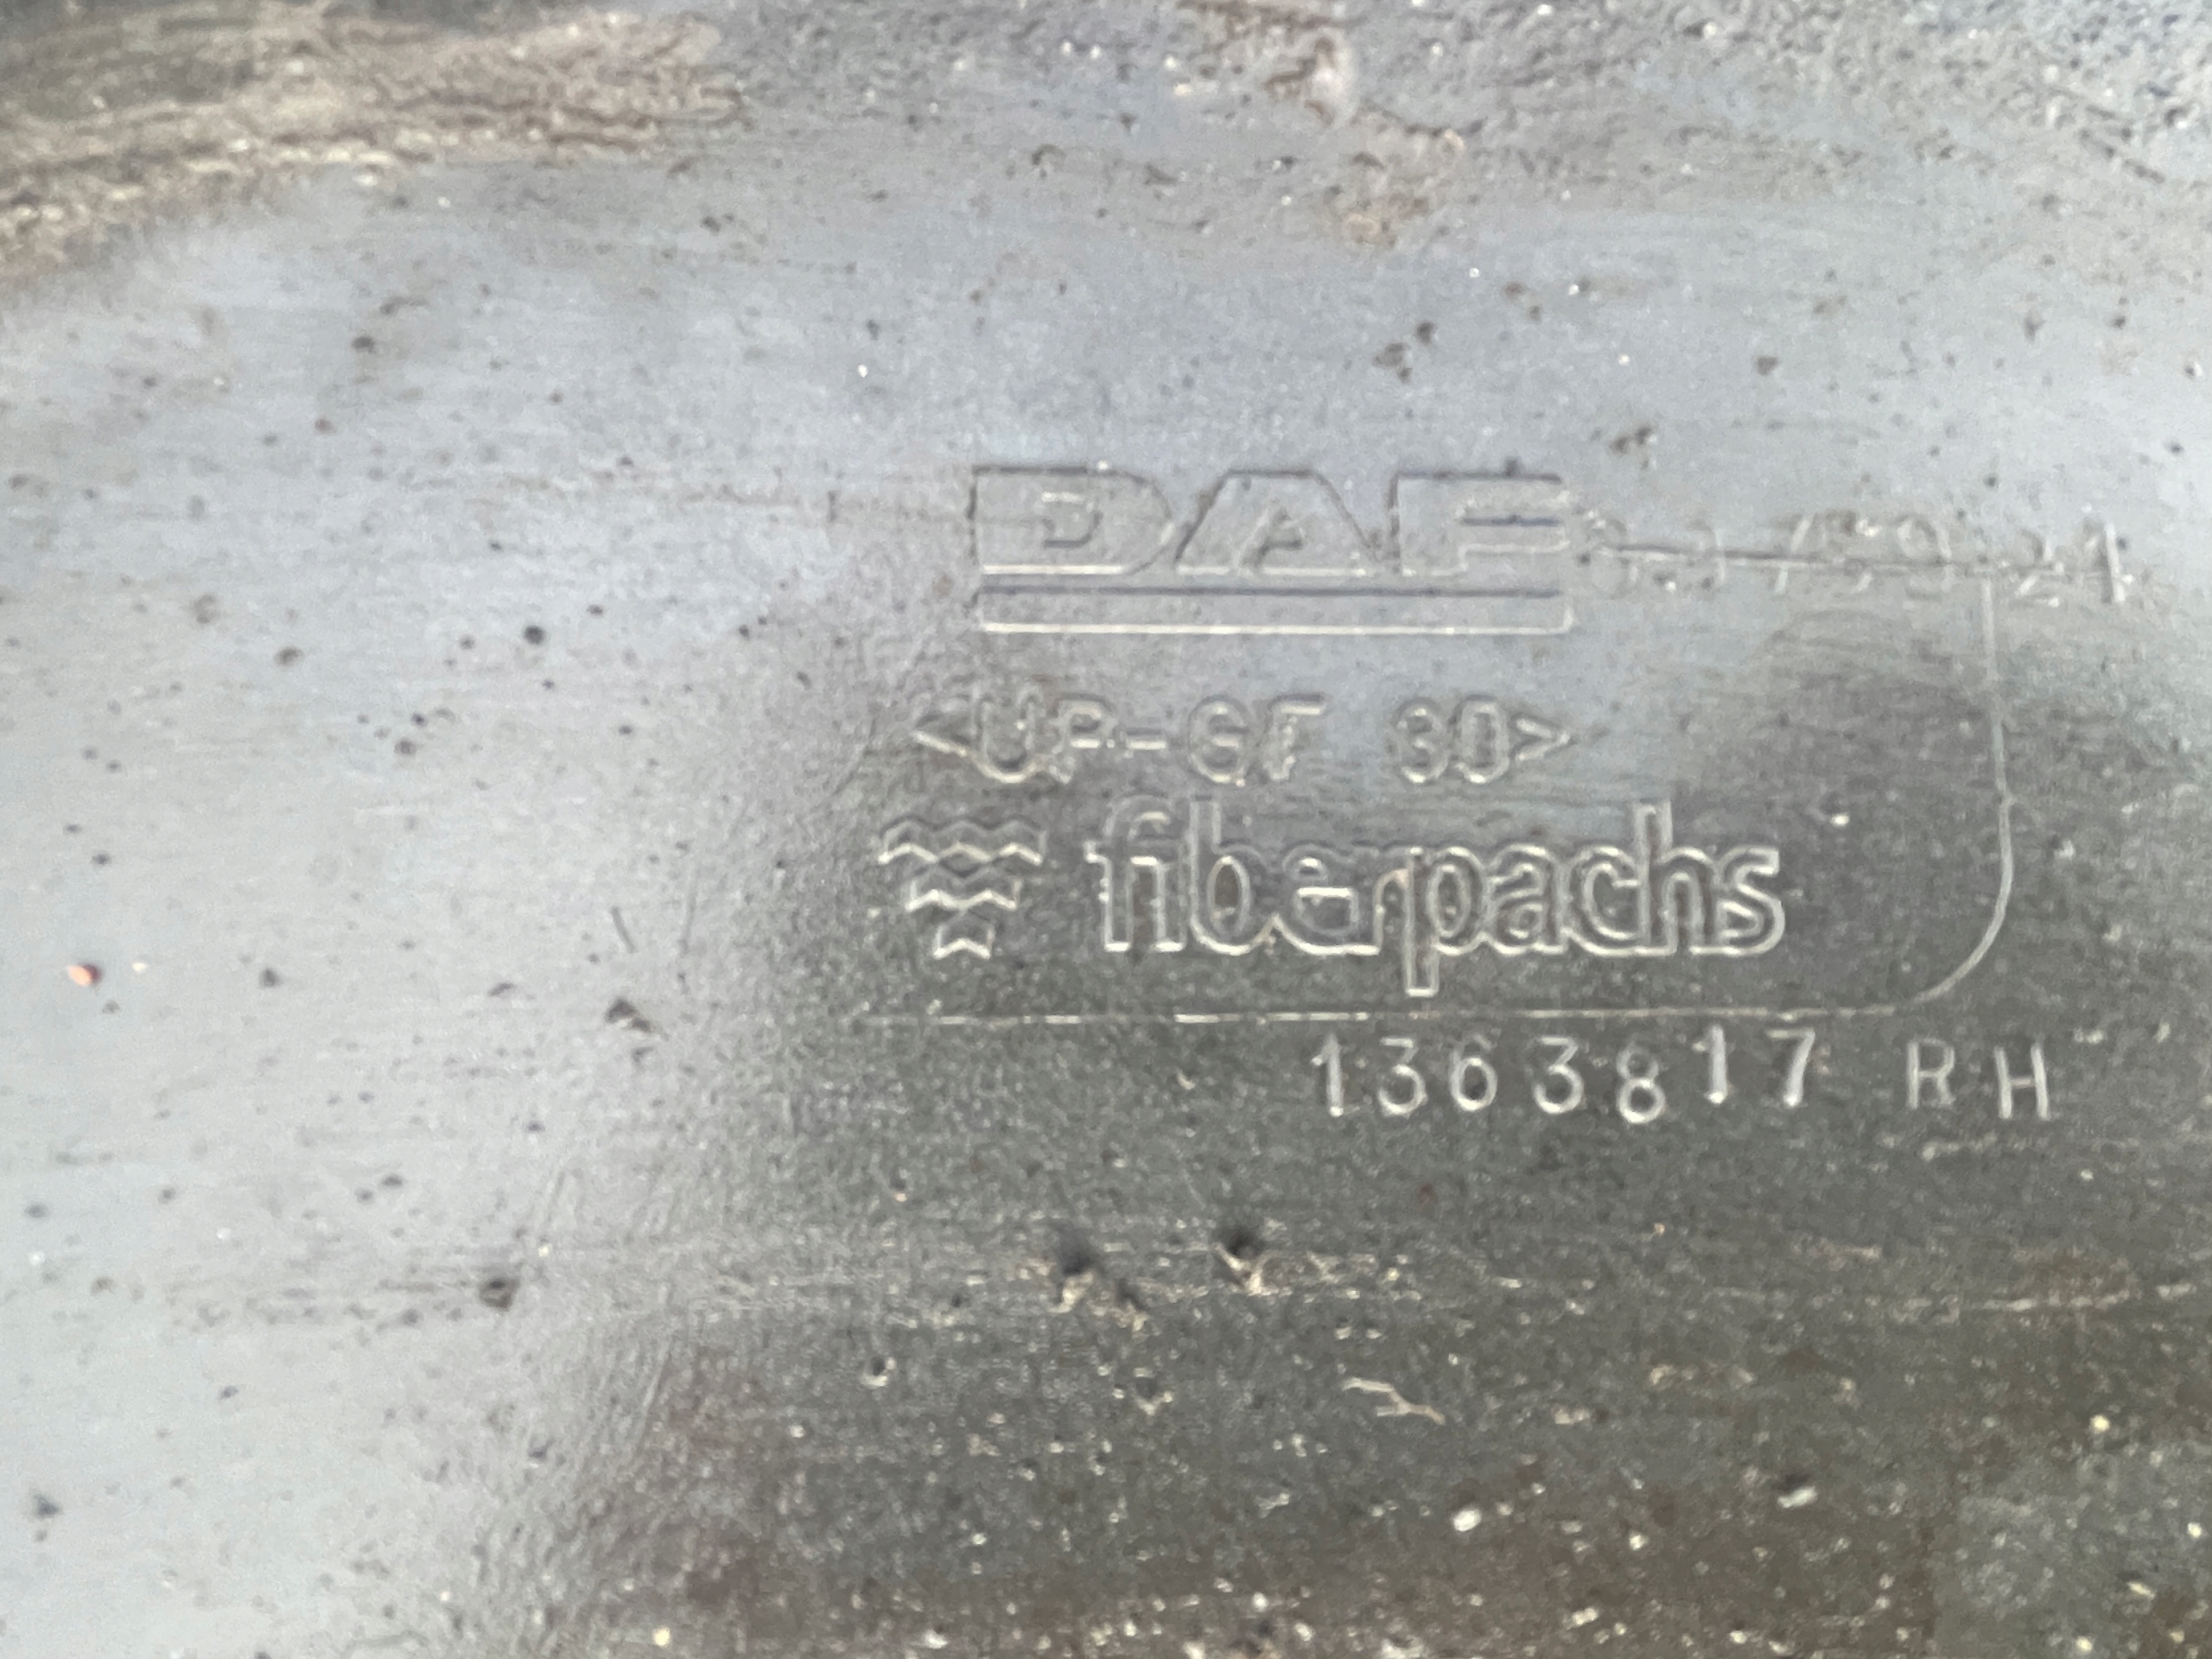 DAF
<UP-GF 30>
fiberpachs
1363817 RH